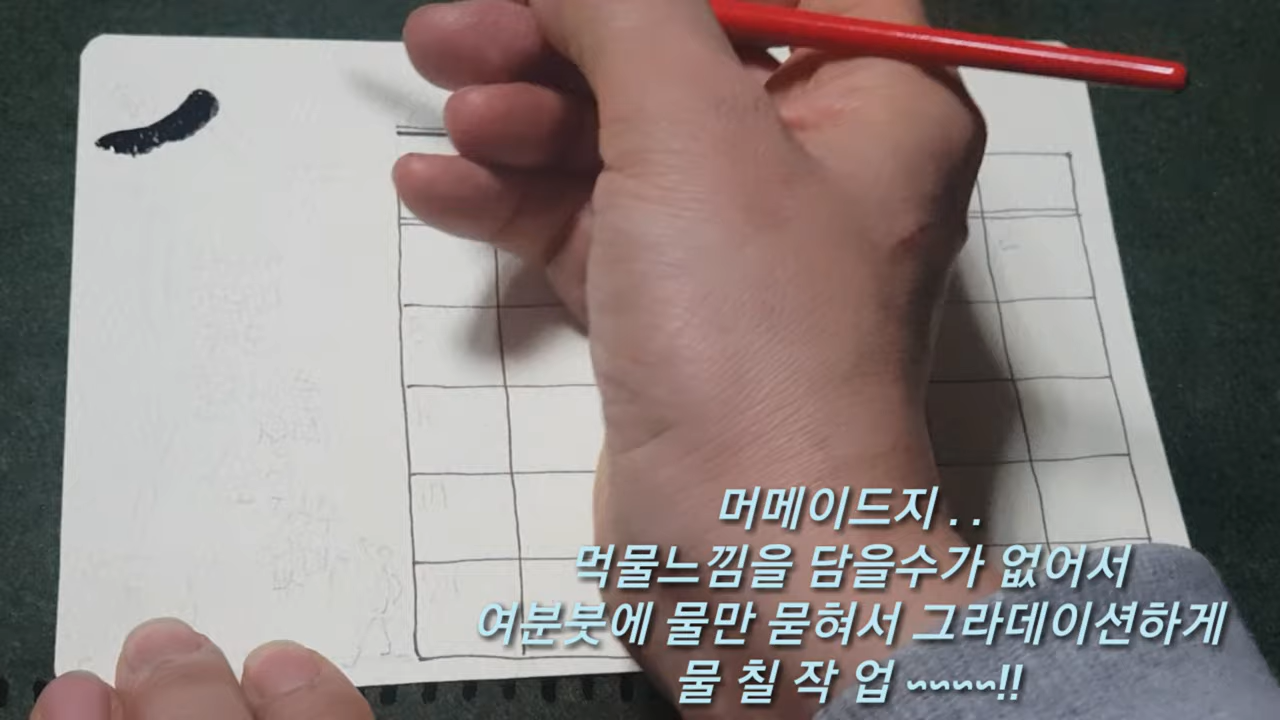 머메이드지 . .
먹물느낌을 담을수가 없어서
여분붓에 물만 묻혀서 그라데이션하게
물 칠 작 업 ~~~~!!